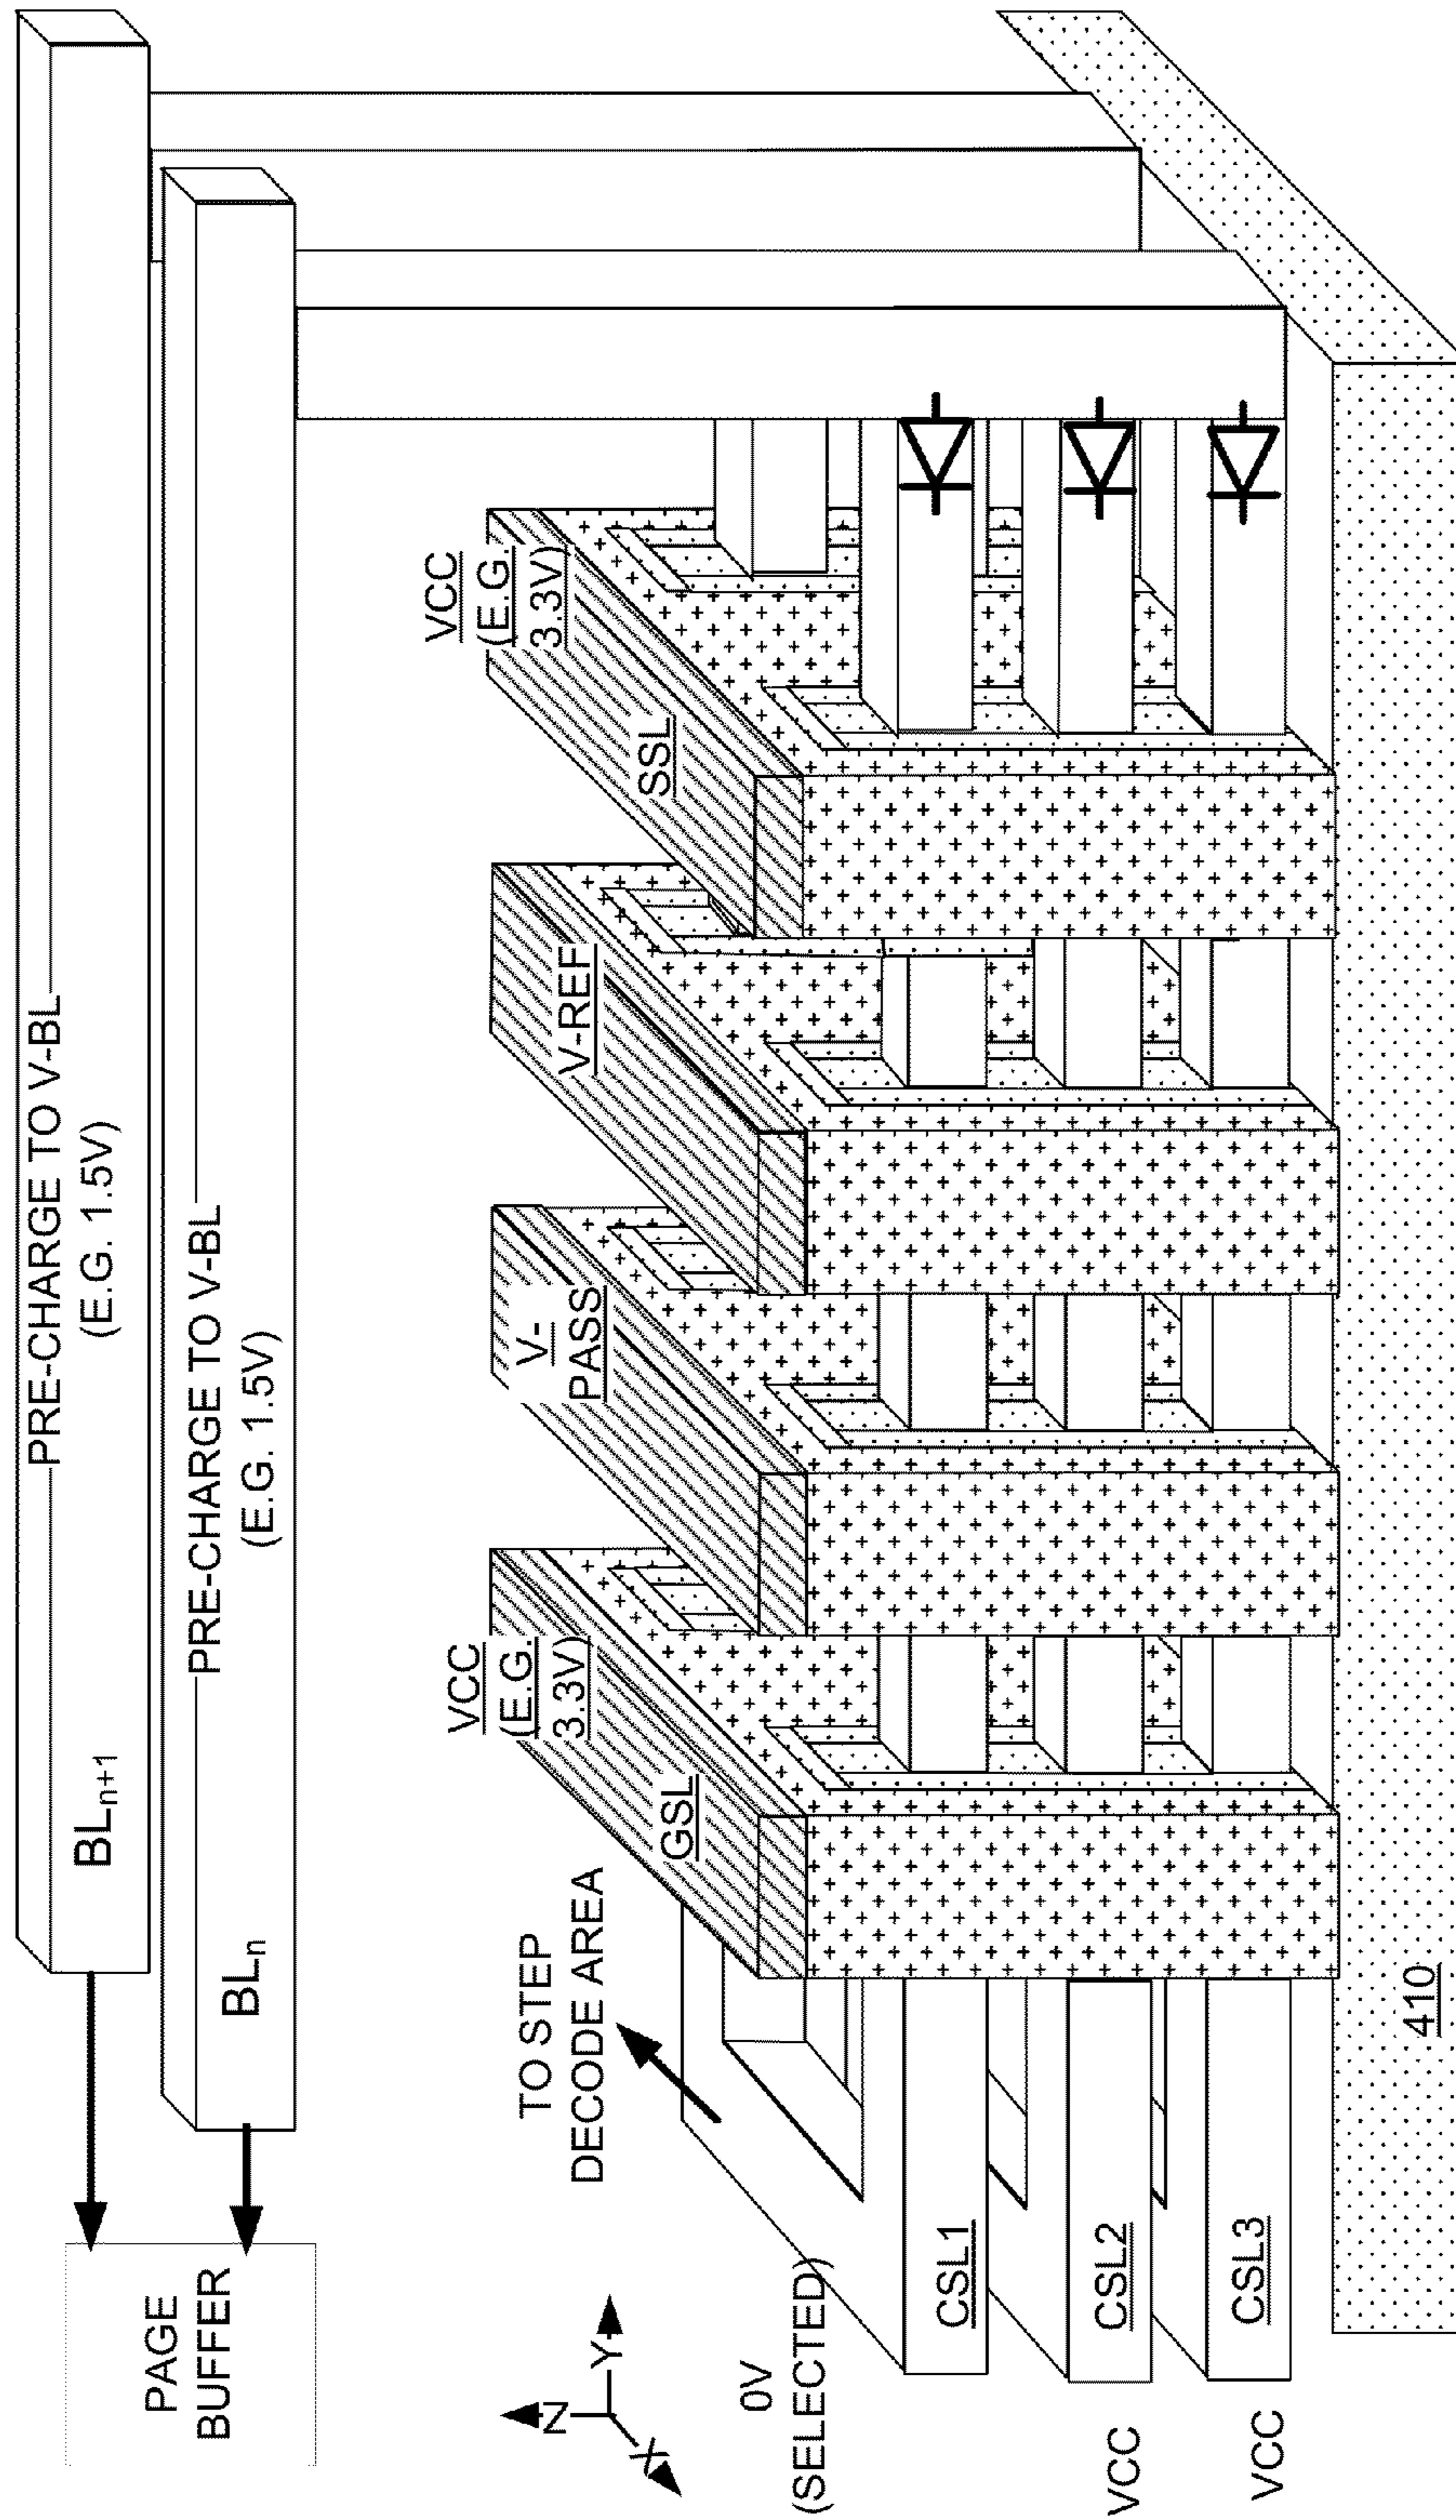 PAGE
BUFFER
BLn+1
PRE-CHARGE TO V-BL
(E.G. 1.5V)
BLn
PRE-CHARGE TO V-BL
(E.G. 1.5V)
Z
Y
X
TO STEP
DECODE AREA
VCC
(E.G.
3.3V)
GSL
V-
PASS
V-REF
VCC
(E.G.
3.3V)
SSL
0V
(SELECTED)
CSL1
VCC
CSL2
VCC
CSL3
410